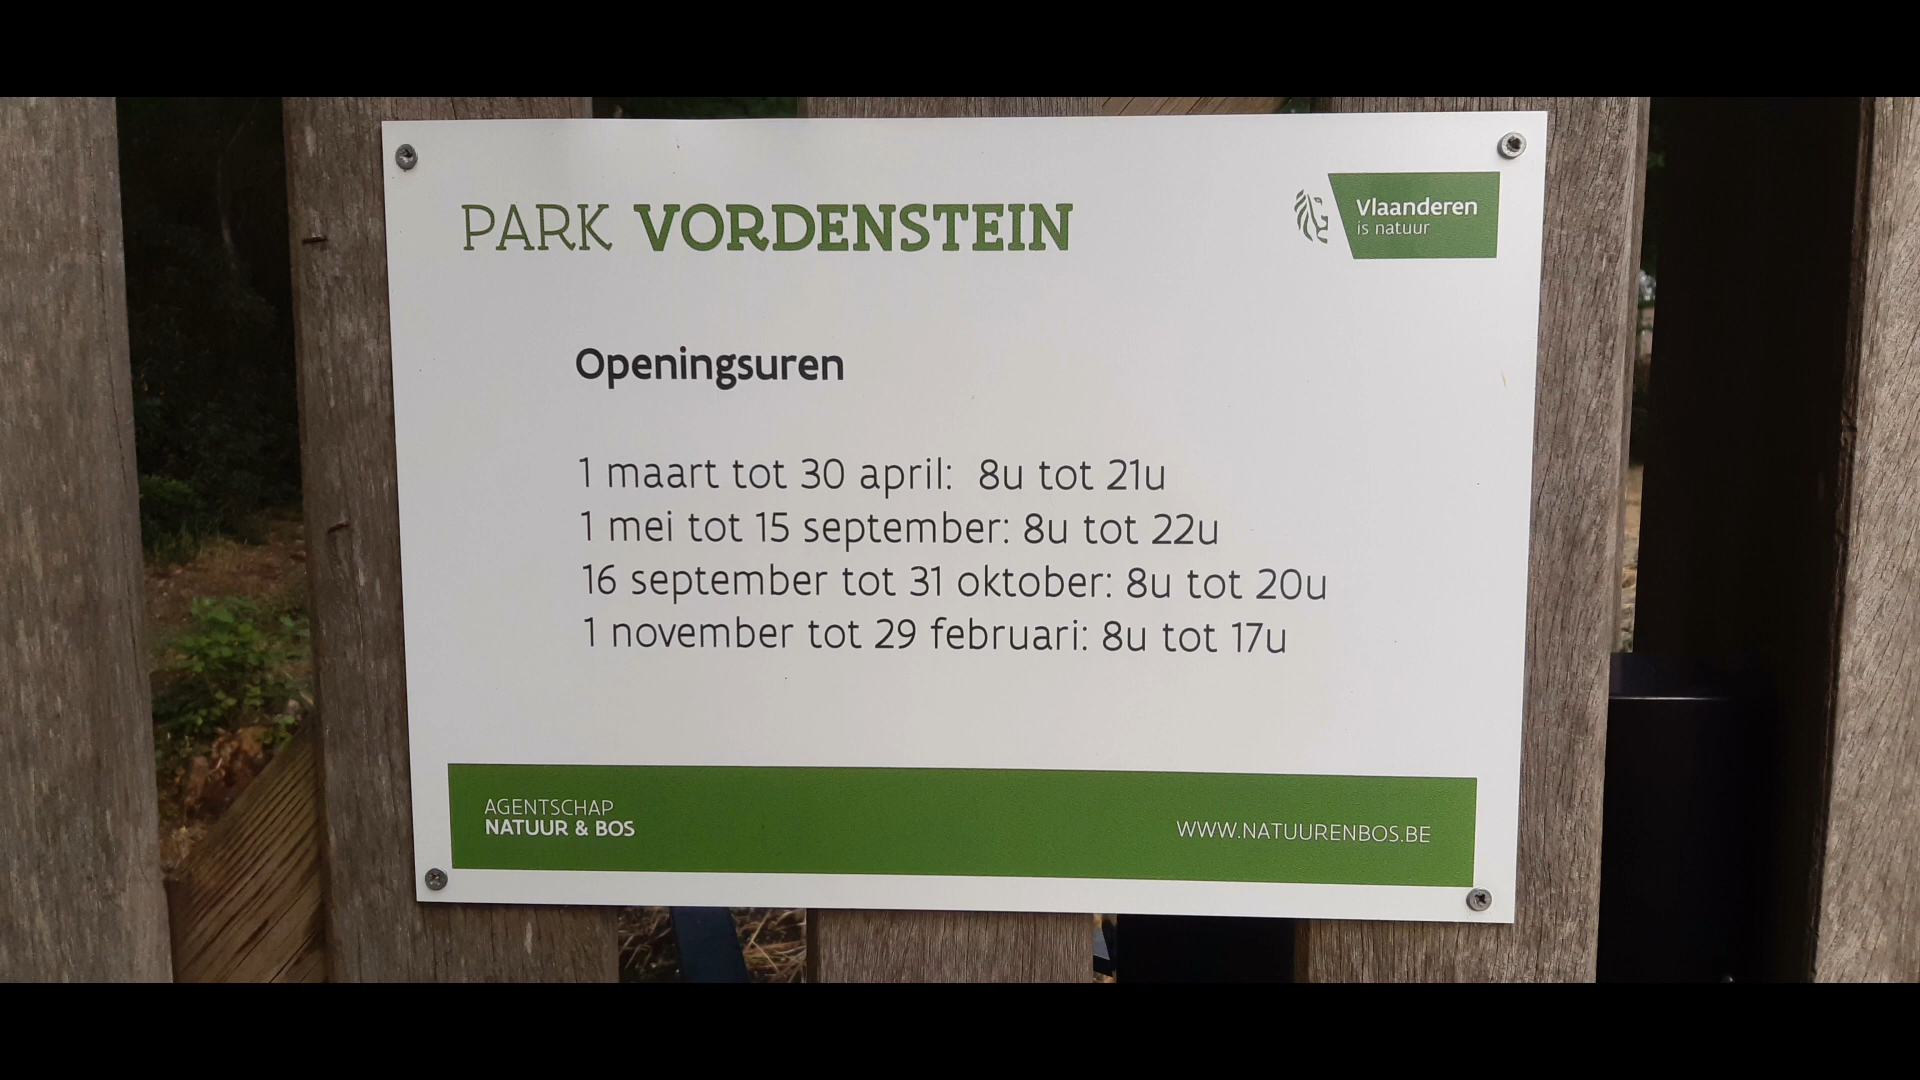 PARK VORDENSTEIN
Vlaanderen
is natuur
Openingsuren
1 maart tot 30 april: 8u tot 21u
1 mei tot 15 september: 8u tot 22u
16 september tot 31 oktober: 8u tot 20u
1 november tot 29 februari: 8u tot 17u
AGENTSCHAP
NATUUR & BOS
WWW.NATUURENBOS.BE